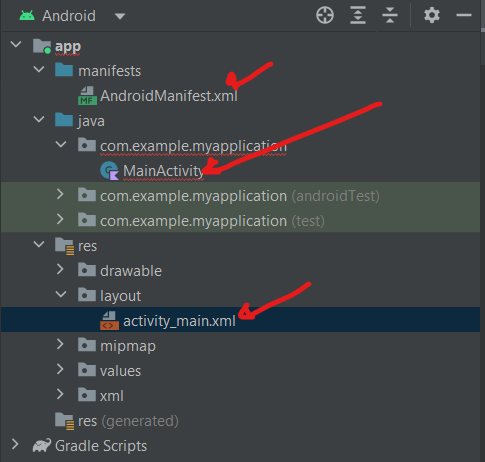 Android
app
manifests
AndroidManifest.xml
java
com.example.myapplication
MainActivity
com.example.myapplication (androidTest)
com.example.myapplication (test)
res
drawable
layout
activity_main.xml
mipmap
values
xml
res (generated)
Gradle Scripts